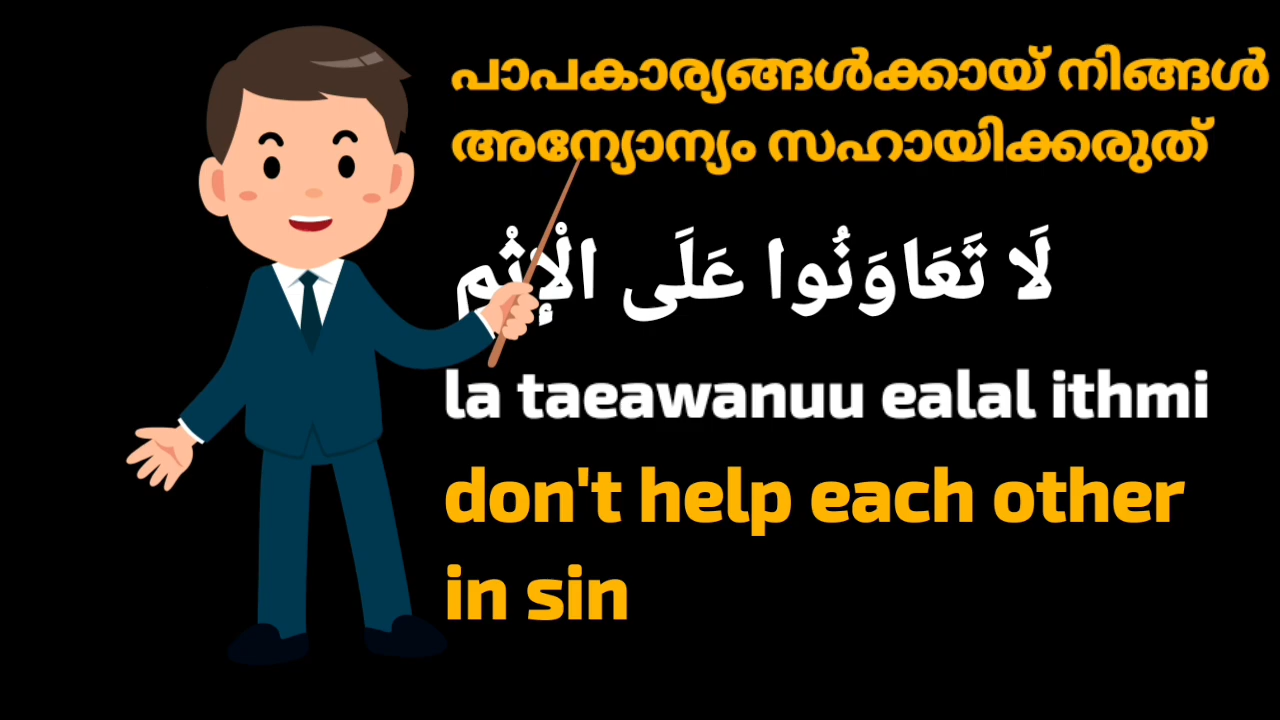 പാപകാര്യങ്ങൾക്കായ് നിങ്ങൾ
അന്യോന്യം സഹായിക്കരുത്
لَا تَعَاوَنُوا عَلَى الْإِثْمِ
la taeawanuu ealal ithmi
don't help each other
in sin